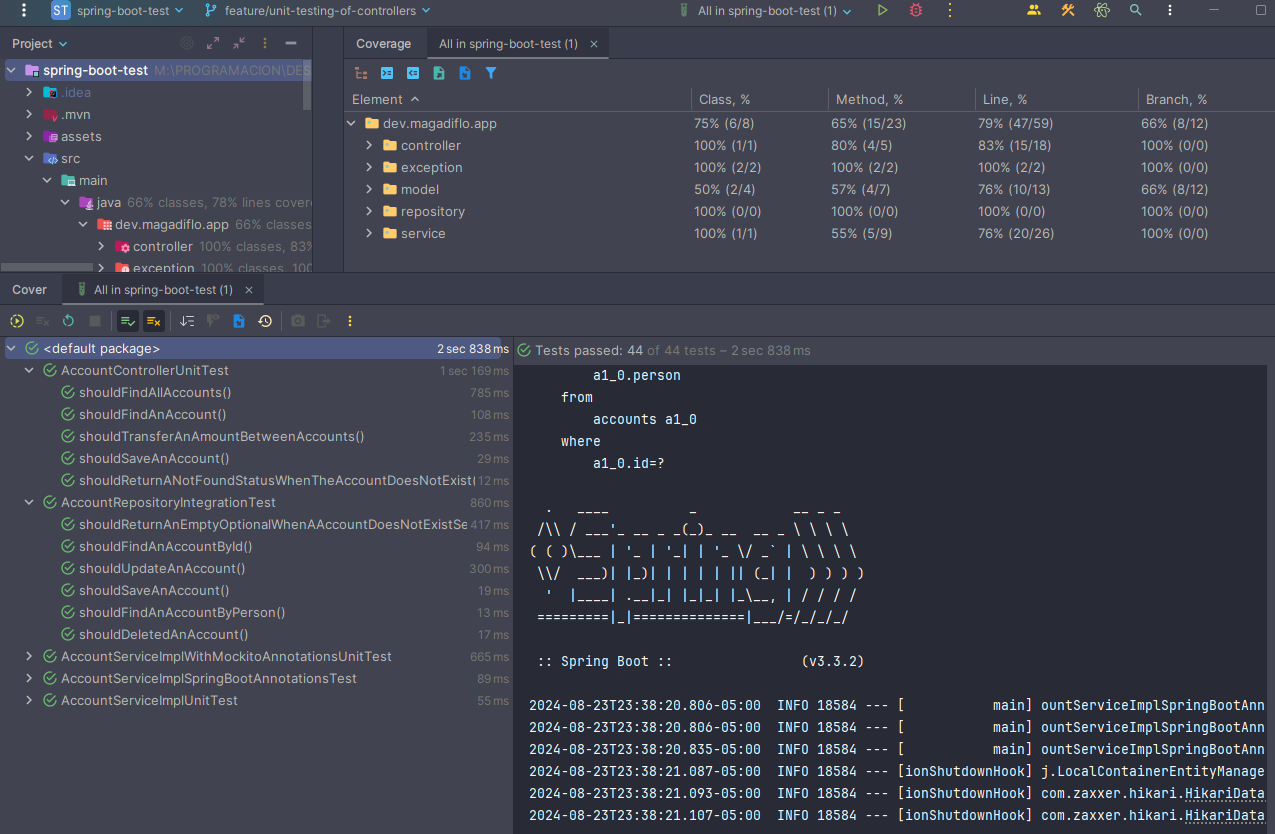 ST spring-boot-test feature/unit-testing-of-controllers All in spring-boot-test (1)
Project
spring-boot-test M:\PROGRAMACION\DES
.idea
.mvn
assets
src
main
java 66% classes, 78% lines covere
dev.magadiflo.app 66% classes
controller 100% classes, 83%
exception 100% classes, 100
Coverage All in spring-boot-test (1)
Element Class, % Method, % Line, % Branch, %
dev.magadiflo.app 75% (6/8) 65% (15/23) 79% (47/59) 66% (8/12)
controller 100% (1/1) 80% (4/5) 83% (15/18) 100% (0/0)
exception 100% (2/2) 100% (2/2) 100% (2/2) 100% (0/0)
model 50% (2/4) 57% (4/7) 76% (10/13) 66% (8/12)
repository 100% (0/0) 100% (0/0) 100% (0/0) 100% (0/0)
service 100% (1/1) 55% (5/9) 76% (20/26) 100% (0/0)
Cover All in spring-boot-test (1)
<default package> 2 sec 838 ms
AccountControllerUnitTest 1 sec 169 ms
shouldFindAllAccounts() 785 ms
shouldFindAnAccount() 108 ms
shouldTransferAnAmountBetweenAccounts() 235 ms
shouldSaveAnAccount() 29 ms
shouldReturnANotFoundStatusWhenTheAccountDoesNotExist( 12 ms
AccountRepositoryIntegrationTest 860 ms
shouldReturnAnEmptyOptionalWhenAAccountDoesNotExistSe 417 ms
shouldFindAnAccountById() 94 ms
shouldUpdateAnAccount() 300 ms
shouldSaveAnAccount() 19 ms
shouldFindAnAccountByPerson() 13 ms
shouldDeletedAnAccount() 17 ms
AccountServiceImplWithMockitoAnnotationsUnitTest 665 ms
AccountServiceImplSpringBootAnnotationsTest 89 ms
AccountServiceImplUnitTest 55 ms
Tests passed: 44 of 44 tests – 2 sec 838 ms
a1_0.person
from
accounts a1_0
where
a1_0.id=?
  .   ____          _            __ _ _
 /\\ / ___'_ __ _ _(_)_ __  __ _ \ \ \ \
( ( )\___ | '_ | '_| | '_ \/ _` | \ \ \ \
 \\/  ___)| |_)| | | | | || (_| |  ) ) ) )
  '  |____| .__|_| |_|_| |_\__, | / / / /
 =========|_|==============|___/=/_/_/_/
:: Spring Boot :: (v3.3.2)
2024-08-23T23:38:20.806-05:00 INFO 18584 --- [ main] ountServiceImplSpringBootAnn
2024-08-23T23:38:20.806-05:00 INFO 18584 --- [ main] ountServiceImplSpringBootAnn
2024-08-23T23:38:20.835-05:00 INFO 18584 --- [ main] ountServiceImplSpringBootAnn
2024-08-23T23:38:21.087-05:00 INFO 18584 --- [ionShutdownHook] j.LocalContainerEntityManage
2024-08-23T23:38:21.093-05:00 INFO 18584 --- [ionShutdownHook] com.zaxxer.hikari.HikariData
2024-08-23T23:38:21.107-05:00 INFO 18584 --- [ionShutdownHook] com.zaxxer.hikari.HikariData